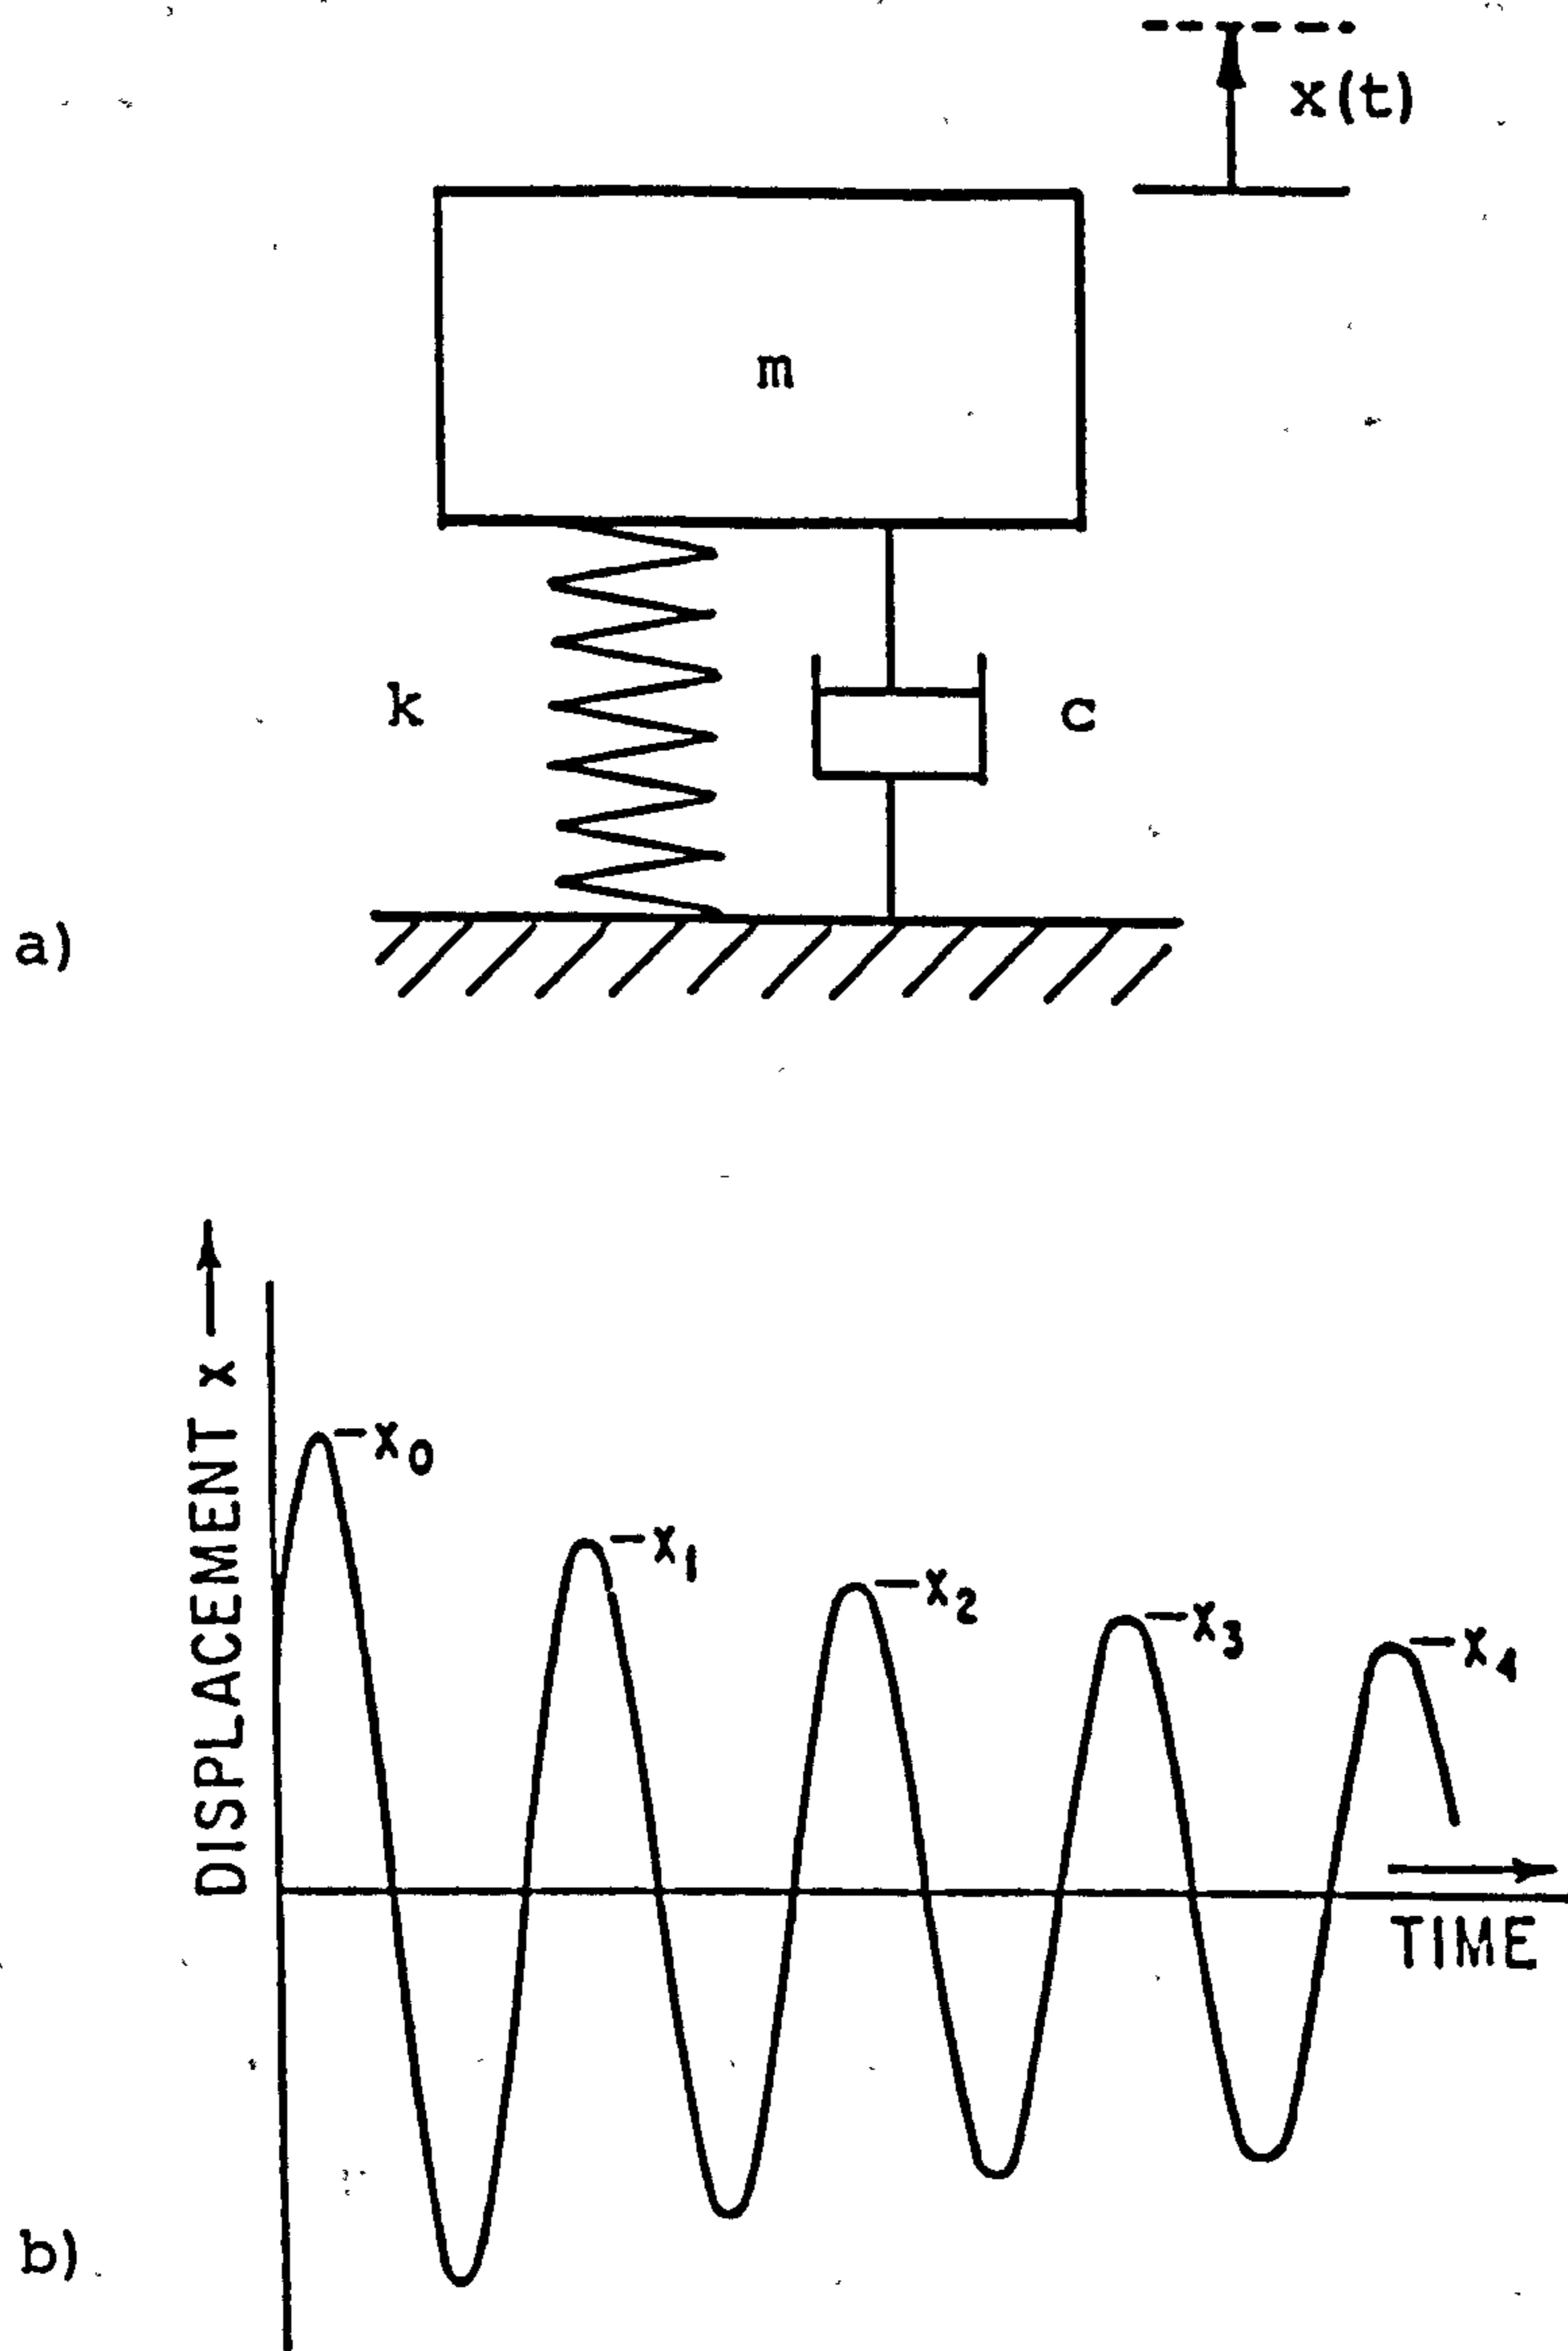 x(t)
m
k
c
a)
DISPLACEMENT x
-x₀
-x₁
-x₂
-x₃
-x₄
TIME
b)